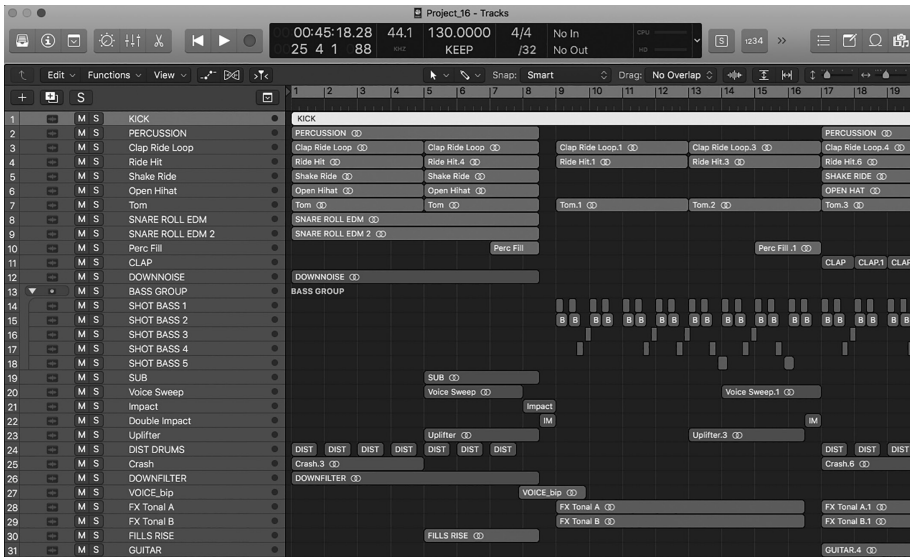 Project_16 - Tracks
00:45:18.28 44.1 130.0000 4/4 No In CPU
25 4 1 88 KHZ KEEP /32 No Out HD
S 1234 »
Edit Functions View Snap: Smart Drag: No Overlap
+ S 1 2 3 4 5 6 7 8 9 10 11 12 13 14 15 16 17 18 19
1 M S KICK KICK
2 M S PERCUSSION PERCUSSION PERCUSSION
3 M S Clap Ride Loop Clap Ride Loop Clap Ride Loop Clap Ride Loop.1 Clap Ride Loop.3 Clap Ride Loop.4
4 M S Ride Hit Ride Hit Ride Hit.4 Ride Hit.1 Ride Hit.3 Ride Hit.6
5 M S Shake Ride Shake Ride Shake Ride SHAKE RIDE
6 M S Open Hihat Open Hihat Open Hihat OPEN HAT
7 M S Tom Tom Tom Tom.1 Tom.2 Tom.3
8 M S SNARE ROLL EDM SNARE ROLL EDM
9 M S SNARE ROLL EDM 2 SNARE ROLL EDM 2
10 M S Perc Fill Perc Fill Perc Fill .1
11 M S CLAP CLAP CLAP.1 CLAP
12 M S DOWNNOISE DOWNNOISE
13 M S BASS GROUP BASS GROUP
14 M S SHOT BASS 1
15 M S SHOT BASS 2 B B B B B B B B B B B B B B B B B B B B B
16 M S SHOT BASS 3
17 M S SHOT BASS 4
18 M S SHOT BASS 5
19 M S SUB SUB
20 M S Voice Sweep Voice Sweep Voice Sweep.1
21 M S Impact Impact
22 M S Double Impact IM IM
23 M S Uplifter Uplifter Uplifter.3
24 M S DIST DRUMS DIST DIST DIST DIST DIST DIST DIST DIST DIST DIST
25 M S Crash Crash.3 Crash.6
26 M S DOWNFILTER DOWNFILTER
27 M S VOICE_bip VOICE_bip
28 M S FX Tonal A FX Tonal A FX Tonal A.1
29 M S FX Tonal B FX Tonal B FX Tonal B.1
30 M S FILLS RISE FILLS RISE
31 M S GUITAR GUITAR.4